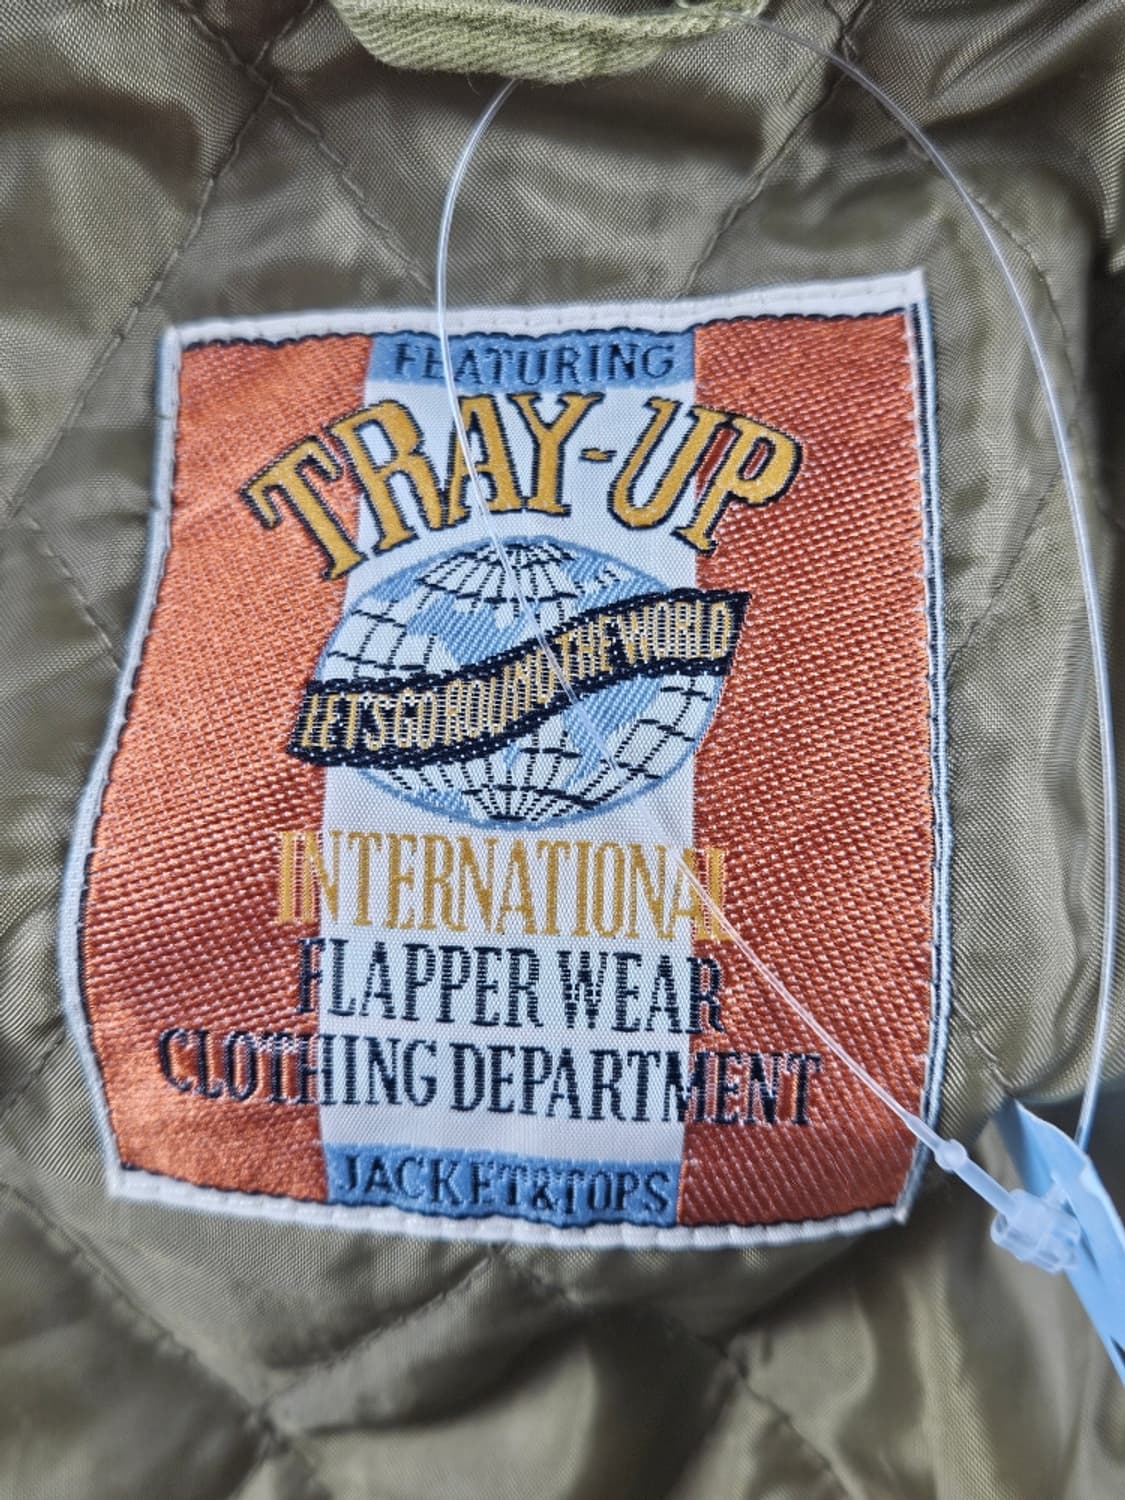 FEATURING
TRAY-UP
LET'S GO ROUND THE WORLD
INTERNATIONAL
FLAPPER WEAR
CLOTHING DEPARTMENT
JACKET&TOPS